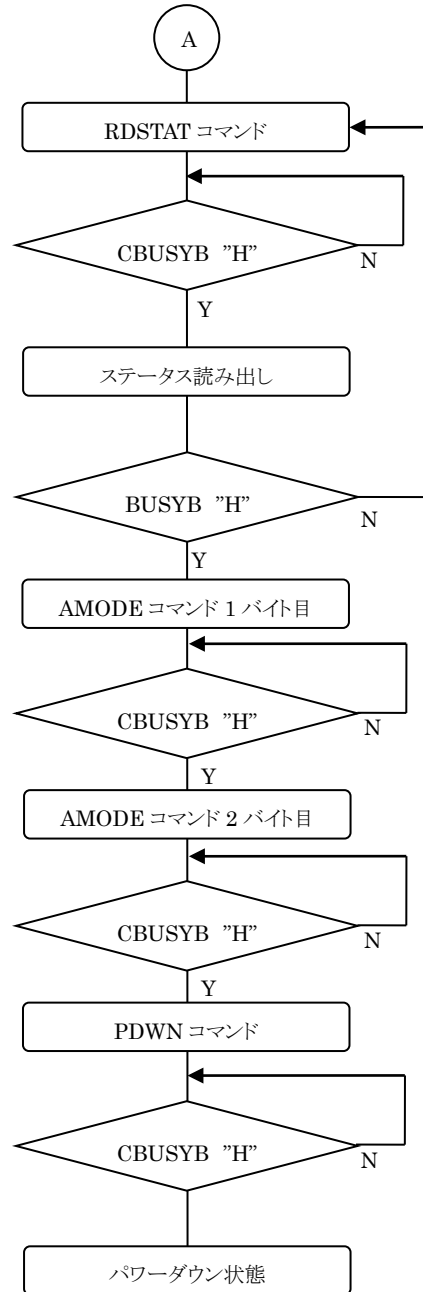 A
RDSTAT コマンド
CBUSYB ”H”
N
Y
ステータス読み出し
BUSYB ”H”
N
Y
AMODE コマンド 1 バイト目
CBUSYB ”H”
N
Y
AMODE コマンド 2 バイト目
CBUSYB ”H”
N
Y
PDWN コマンド
CBUSYB ”H”
N
パワーダウン状態